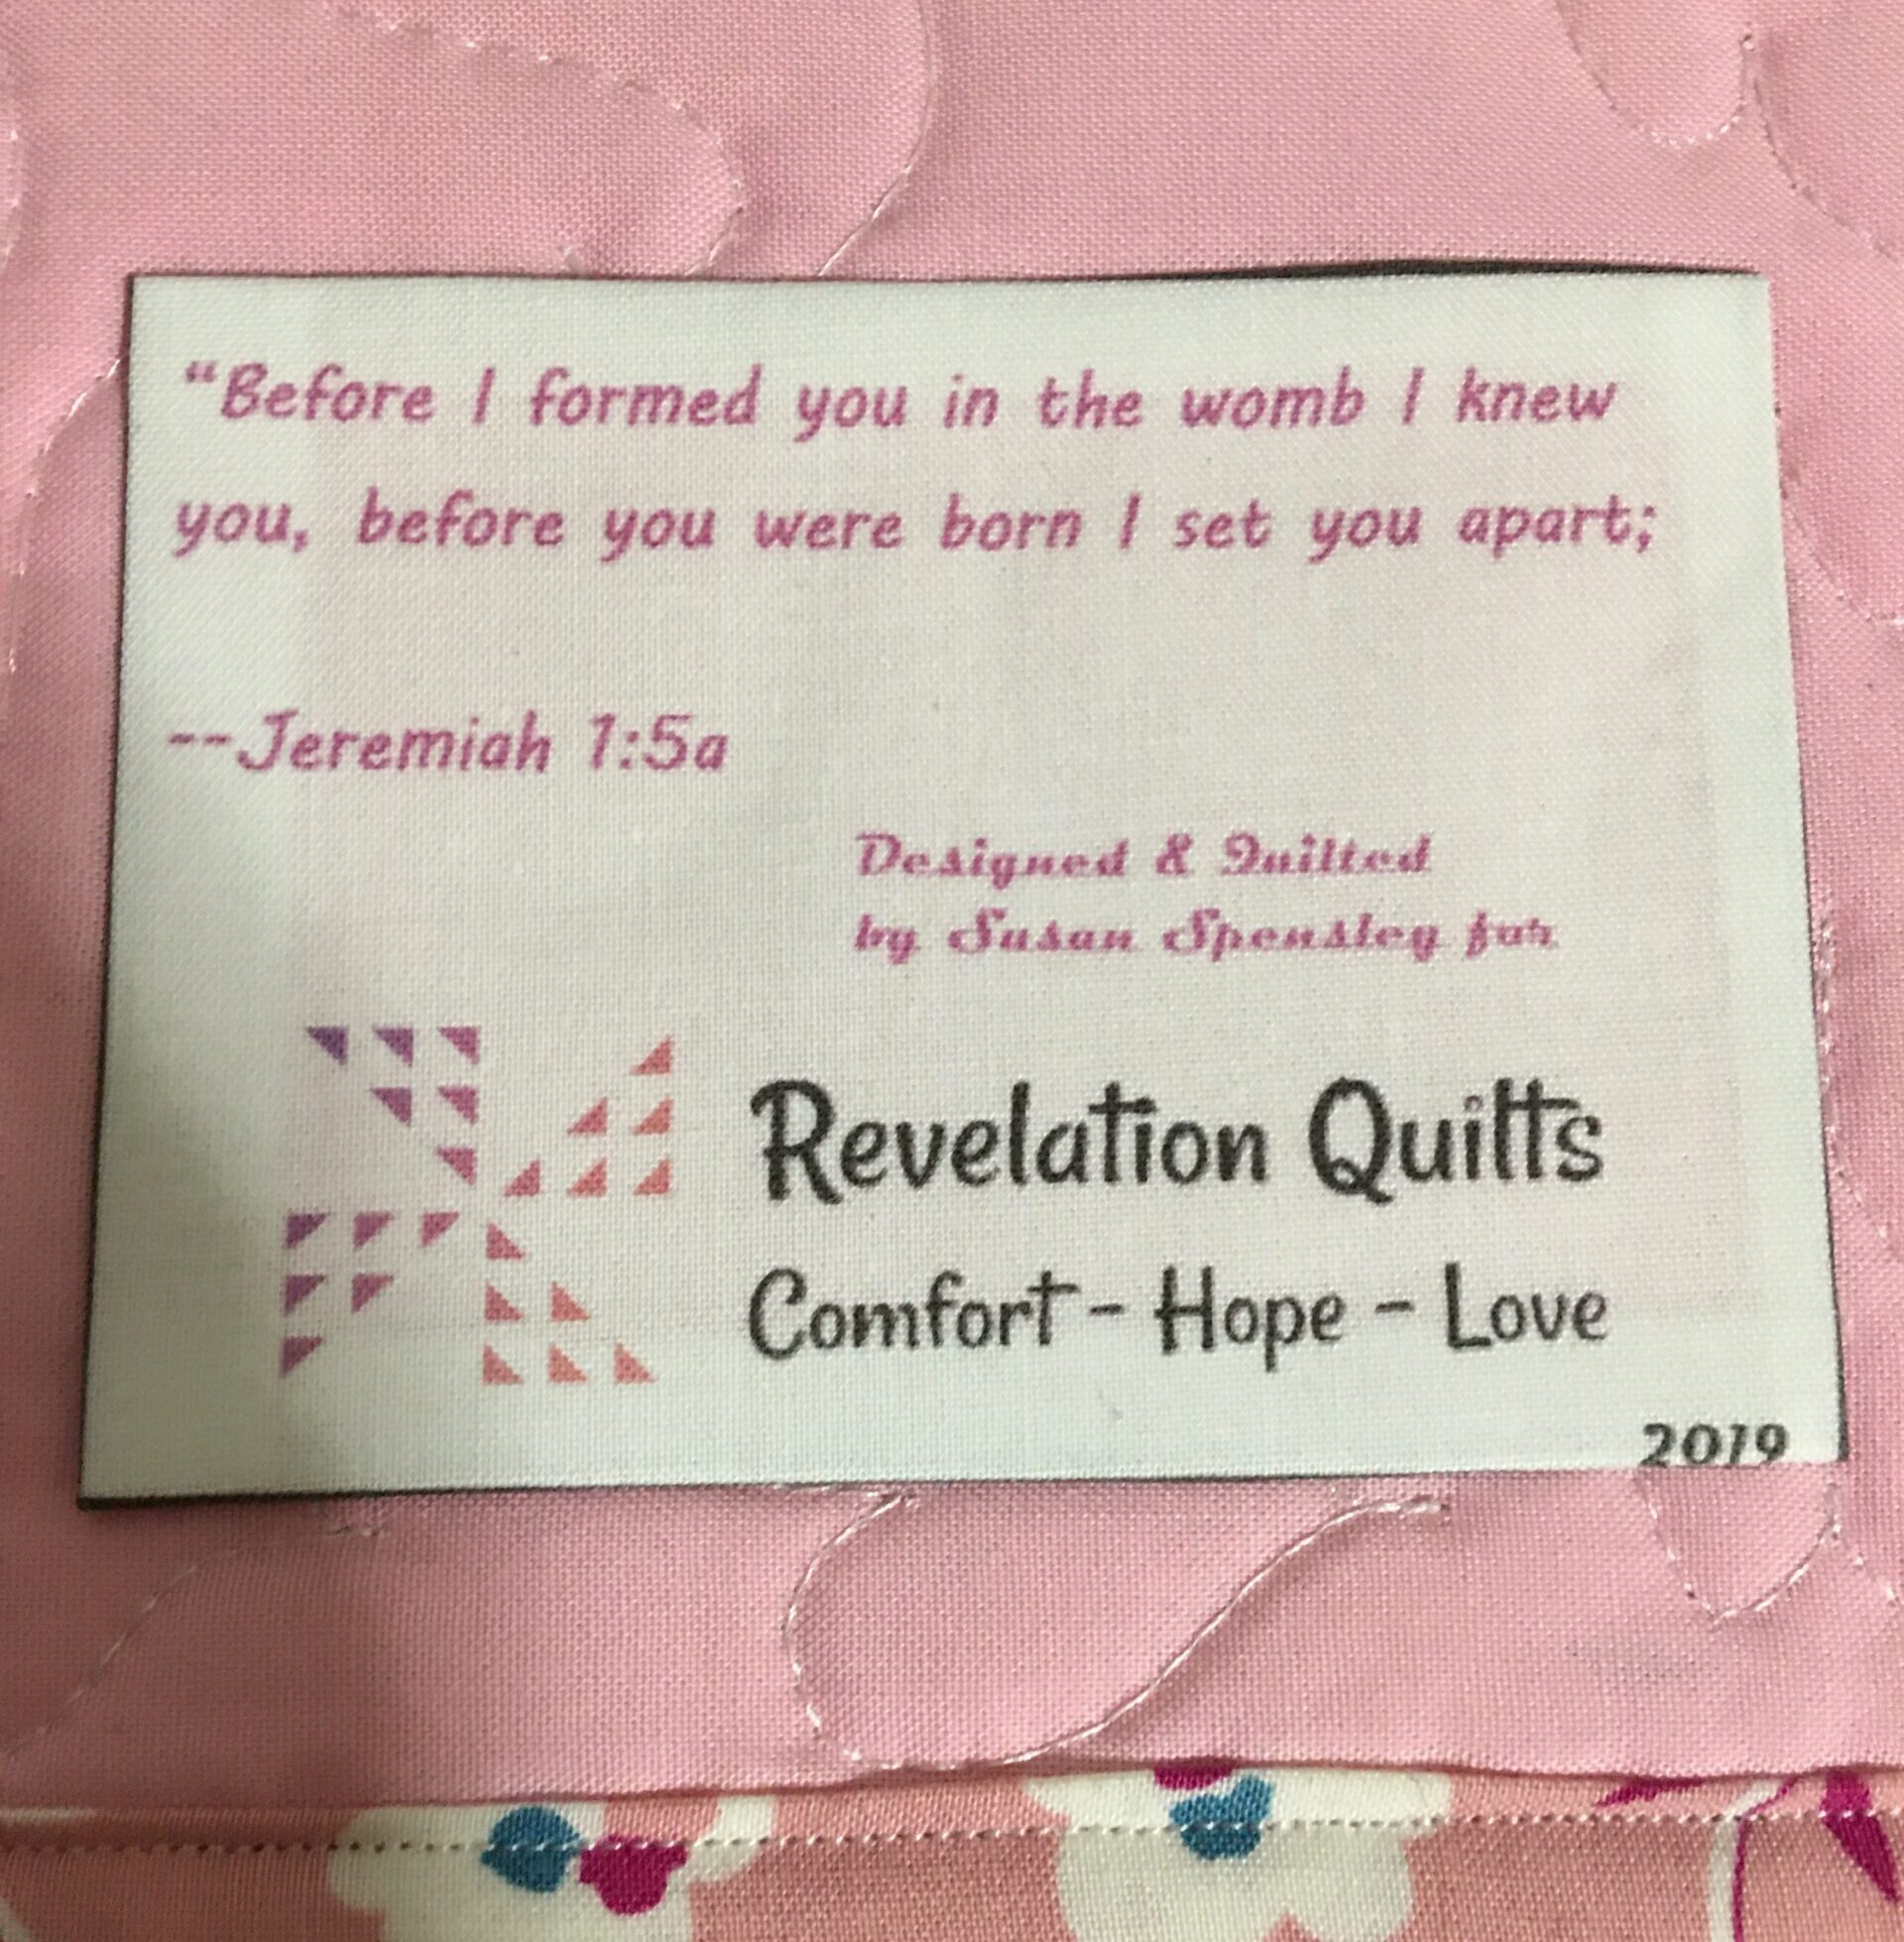 “Before I formed you in the womb I knew
you, before you were born I set you apart;
--Jeremiah 1:5a
Designed & Quilted
by Susan Spensley for
Revelation Quilts
Comfort - Hope - Love
2019